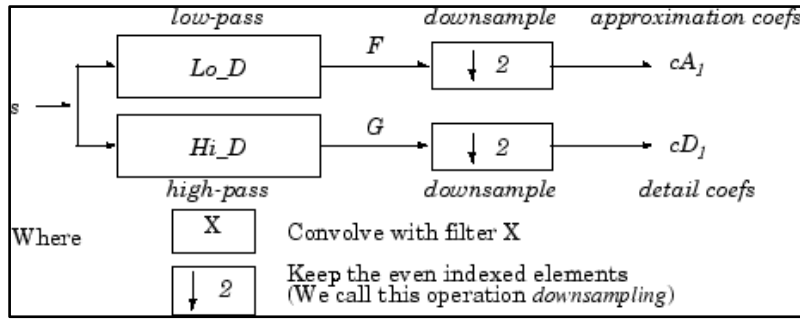 low-pass downsample approximation coefs
F
Lo_D ↓ 2 cA1
s
G
Hi_D ↓ 2 cD1
high-pass downsample detail coefs
Where X Convolve with filter X
↓ 2 Keep the even indexed elements
(We call this operation downsampling)